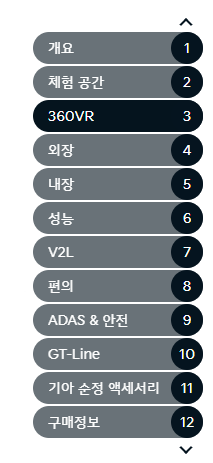 개요 1
체험 공간 2
360VR 3
외장 4
내장 5
성능 6
V2L 7
편의 8
ADAS & 안전 9
GT-Line 10
기아 순정 액세서리 11
구매정보 12